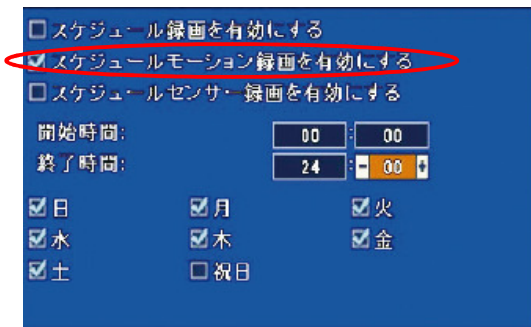 スケジュール録画を有効にする
スケジュールモーション録画を有効にする
スケジュールセンサー録画を有効にする
開始時間: 00 : 00
終了時間: 24 : - 00 +
日 月 火
水 木 金
土 祝日